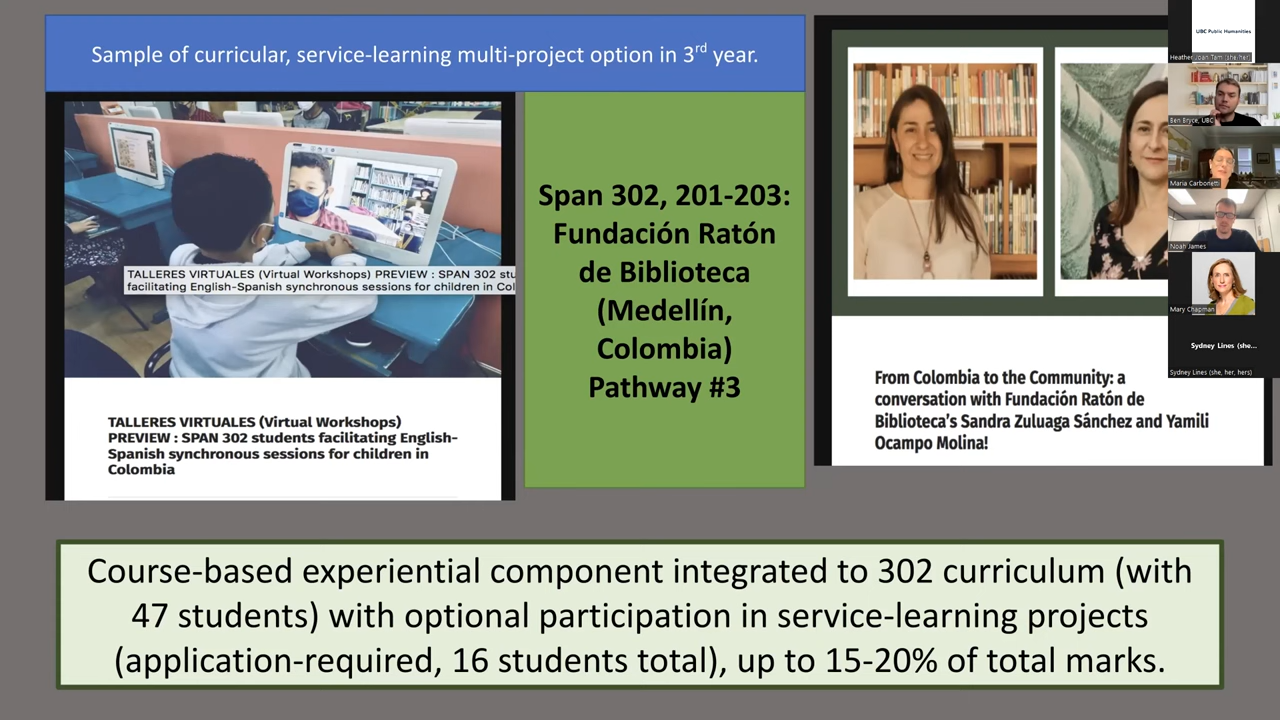 Sample of curricular, service-learning multi-project option in 3rd year.
TALLERES VIRTUALES (Virtual Workshops) PREVIEW : SPAN 302 stu
facilitating English-Spanish synchronous sessions for children in Col
TALLERES VIRTUALES (Virtual Workshops)
PREVIEW : SPAN 302 students facilitating English-
Spanish synchronous sessions for children in
Colombia
Span 302, 201-203:
Fundación Ratón
de Biblioteca
(Medellín,
Colombia)
Pathway #3
From Colombia to the Community: a
conversation with Fundación Ratón de
Biblioteca's Sandra Zuluaga Sánchez and Yamili
Ocampo Molina!
Course-based experiential component integrated to 302 curriculum (with
47 students) with optional participation in service-learning projects
(application-required, 16 students total), up to 15-20% of total marks.
UBC Public Humanities
Heather Joan Tam (she/her)
Ben Bryce, UBC
Maria Carbonetti
Noah James
Mary Chapman
Sydney Lines (she...
Sydney Lines (she, her, hers)